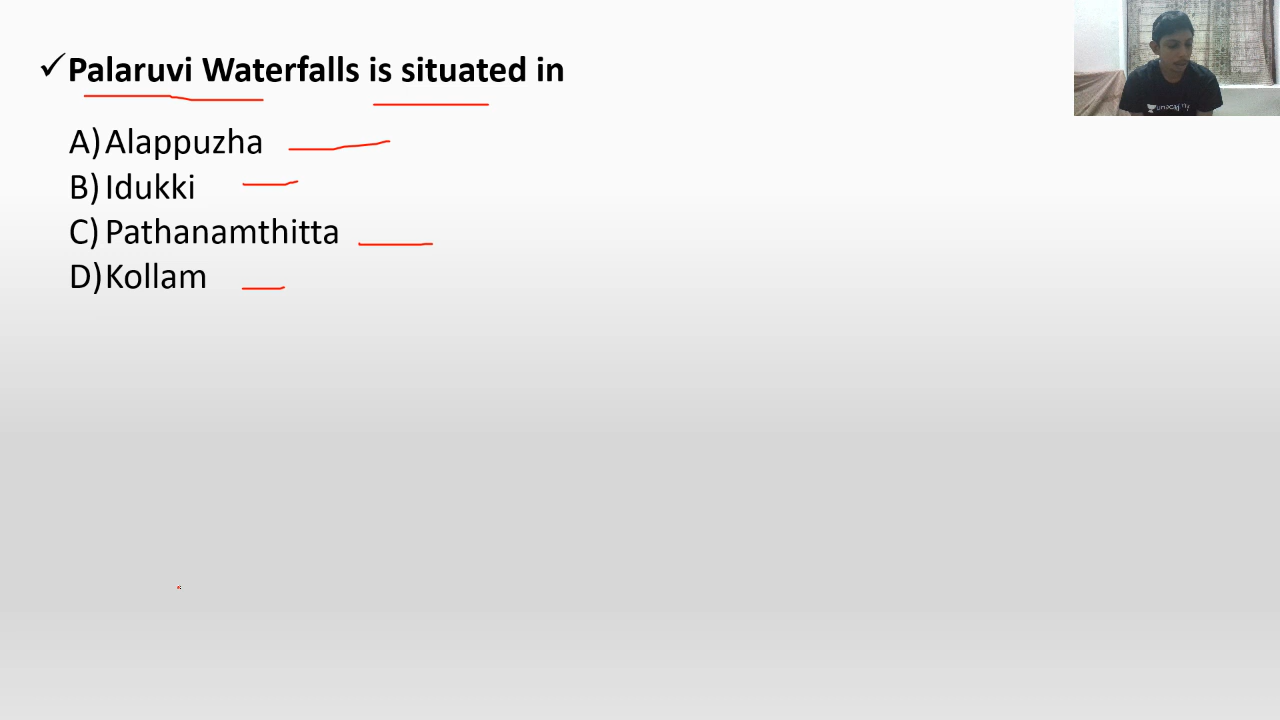 ✓Palaruvi Waterfalls is situated in
A) Alappuzha
B) Idukki
C) Pathanamthitta
D) Kollam